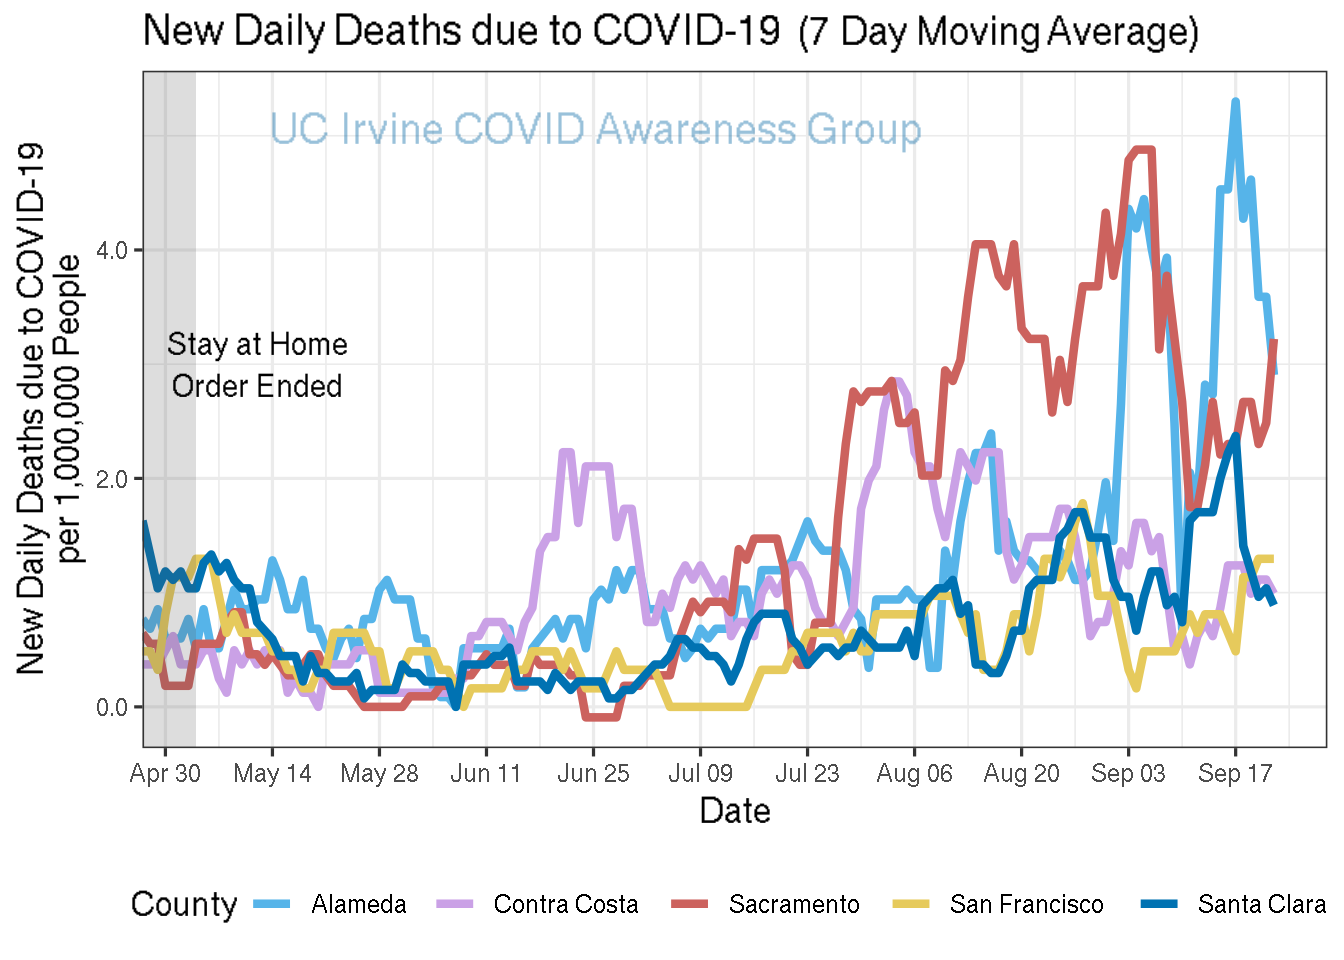 New Daily Deaths due to COVID-19 (7 Day Moving Average)
UC Irvine COVID Awareness Group
New Daily Deaths due to COVID-19
per 1,000,000 People
4.0
2.0
0.0
Stay at Home
Order Ended
Apr 30 May 14 May 28 Jun 11 Jun 25 Jul 09 Jul 23 Aug 06 Aug 20 Sep 03 Sep 17
Date
County Alameda Contra Costa Sacramento San Francisco Santa Clara